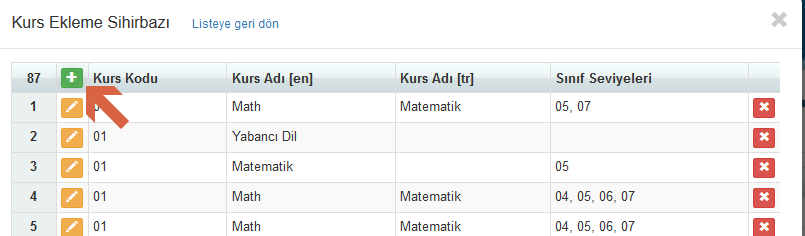 Kurs Ekleme Sihirbazı Listeye geri dön
87 Kurs Kodu Kurs Adı [en] Kurs Adı [tr] Sınıf Seviyeleri
1 Math Matematik 05, 07
2 01 Yabancı Dil
3 01 Matematik 05
4 01 Math Matematik 04, 05, 06, 07
5 01 Math Matematik 04, 05, 06, 07